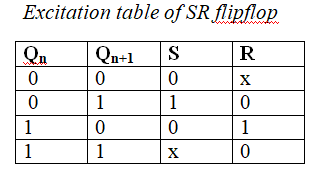 Excitation table of SR flipflop
Qn Qn+1 S R
0 0 0 x
0 1 1 0
1 0 0 1
1 1 x 0